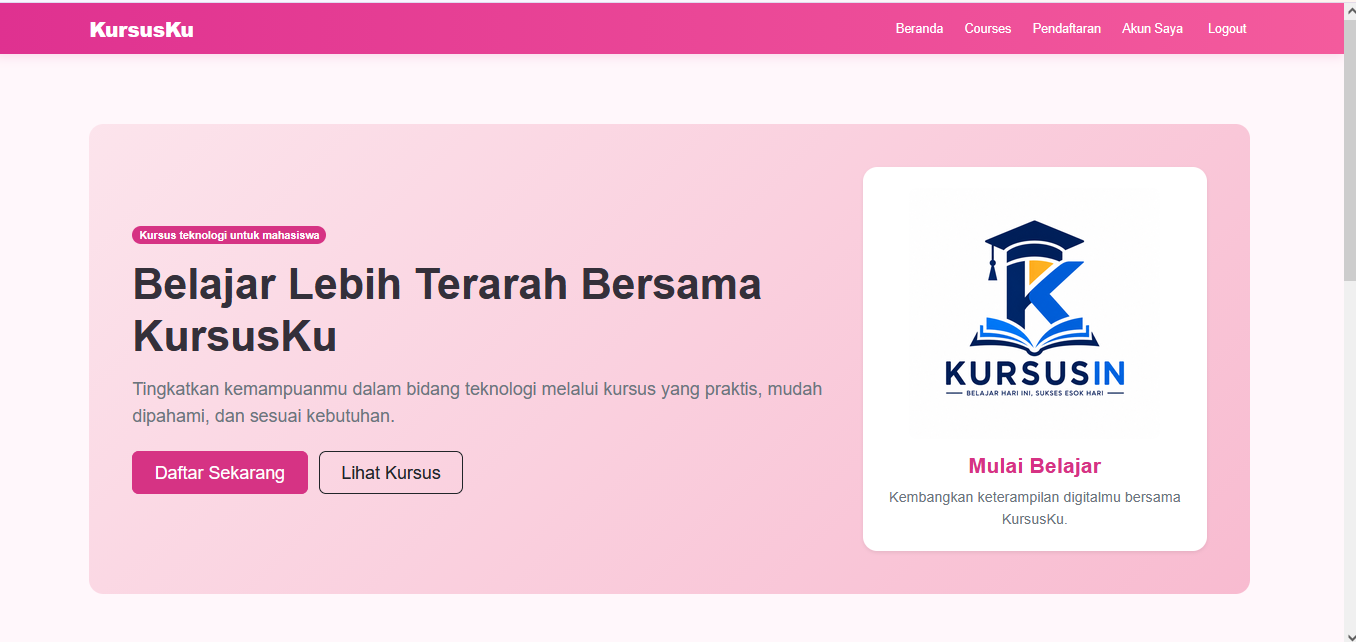 KursusKu
Beranda Courses Pendaftaran Akun Saya Logout
Kursus teknologi untuk mahasiswa
Belajar Lebih Terarah Bersama
KursusKu
Tingkatkan kemampuanmu dalam bidang teknologi melalui kursus yang praktis, mudah
dipahami, dan sesuai kebutuhan.
Daftar Sekarang Lihat Kursus
K
KURSUSIN
BELAJAR HARI INI, SUKSES ESOK HARI
Mulai Belajar
Kembangkan keterampilan digitalmu bersama
KursusKu.